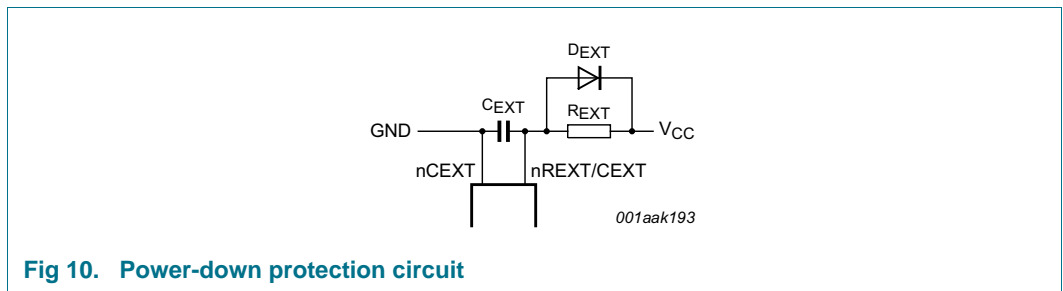 DEXT
CEXT
REXT
GND
VCC
nCEXT
nREXT/CEXT
001aak193
Fig 10. Power-down protection circuit